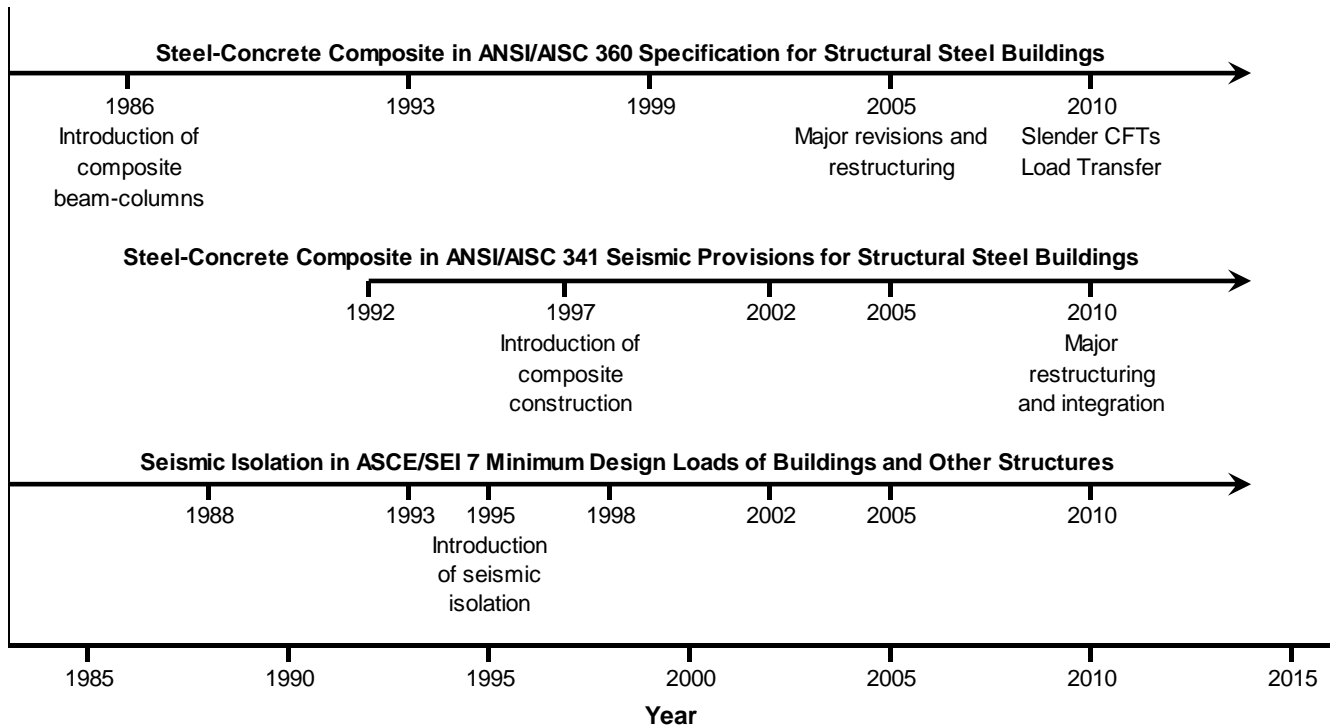 Steel-Concrete Composite in ANSI/AISC 360 Specification for Structural Steel Buildings
1986 1993 1999 2005 2010
Introduction of Major revisions and Slender CFTs
composite restructuring Load Transfer
beam-columns
Steel-Concrete Composite in ANSI/AISC 341 Seismic Provisions for Structural Steel Buildings
1992 1997 2002 2005 2010
Introduction of Major
composite restructuring
construction and integration
Seismic Isolation in ASCE/SEI 7 Minimum Design Loads of Buildings and Other Structures
1988 1993 1995 1998 2002 2005 2010
Introduction
of seismic
isolation
1985 1990 1995 2000 2005 2010 2015
Year